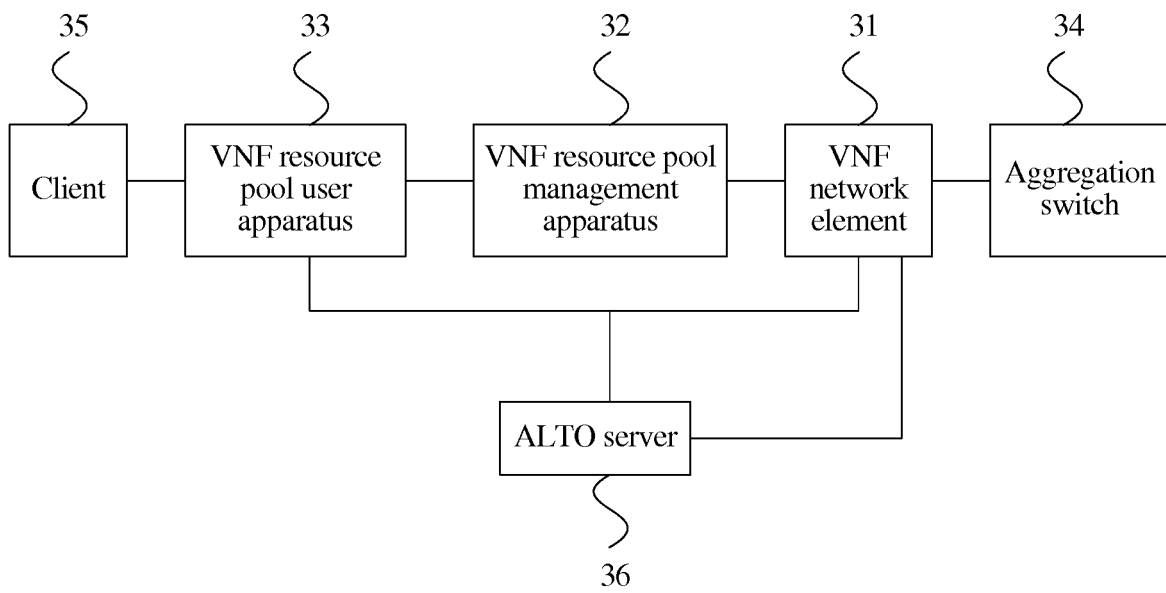 35
33
32
31
34
Client
VNF resource
pool user
apparatus
VNF resource pool
management
apparatus
VNF
network
element
Aggregation
switch
ALTO server
36